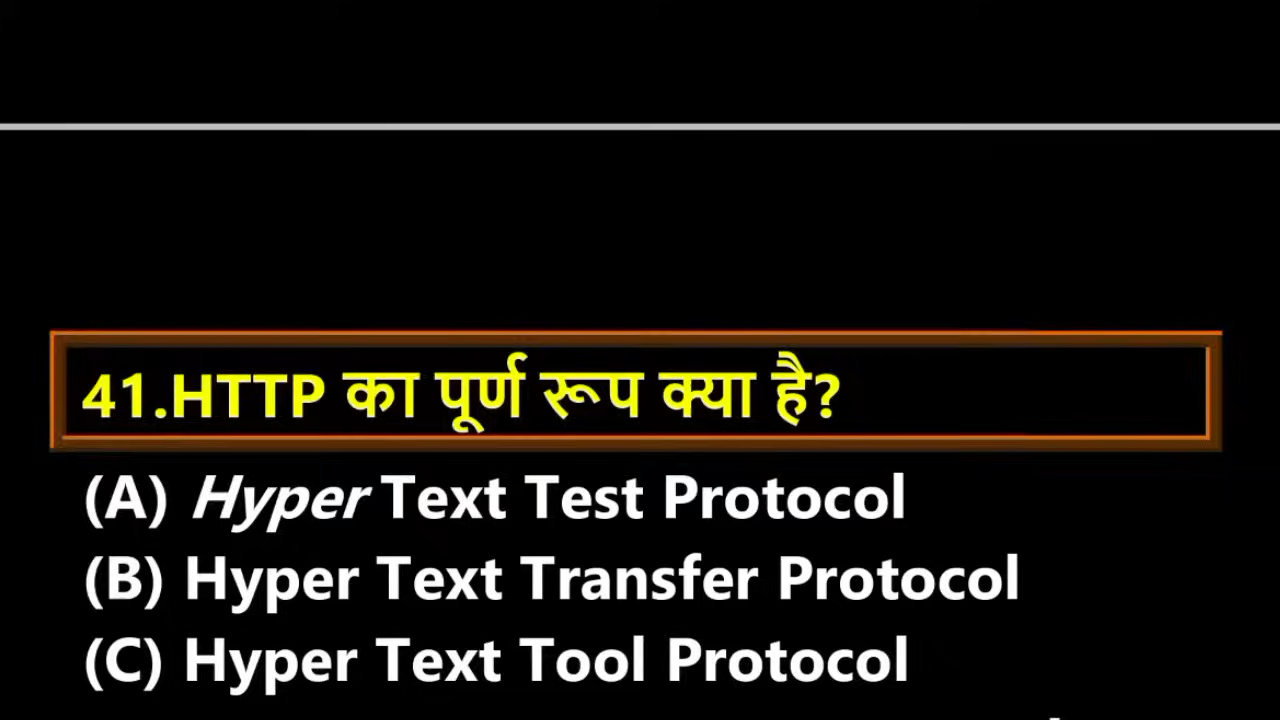 41.HTTP का पूर्ण रूप क्या है?
(A) Hyper Text Test Protocol
(B) Hyper Text Transfer Protocol
(C) Hyper Text Tool Protocol